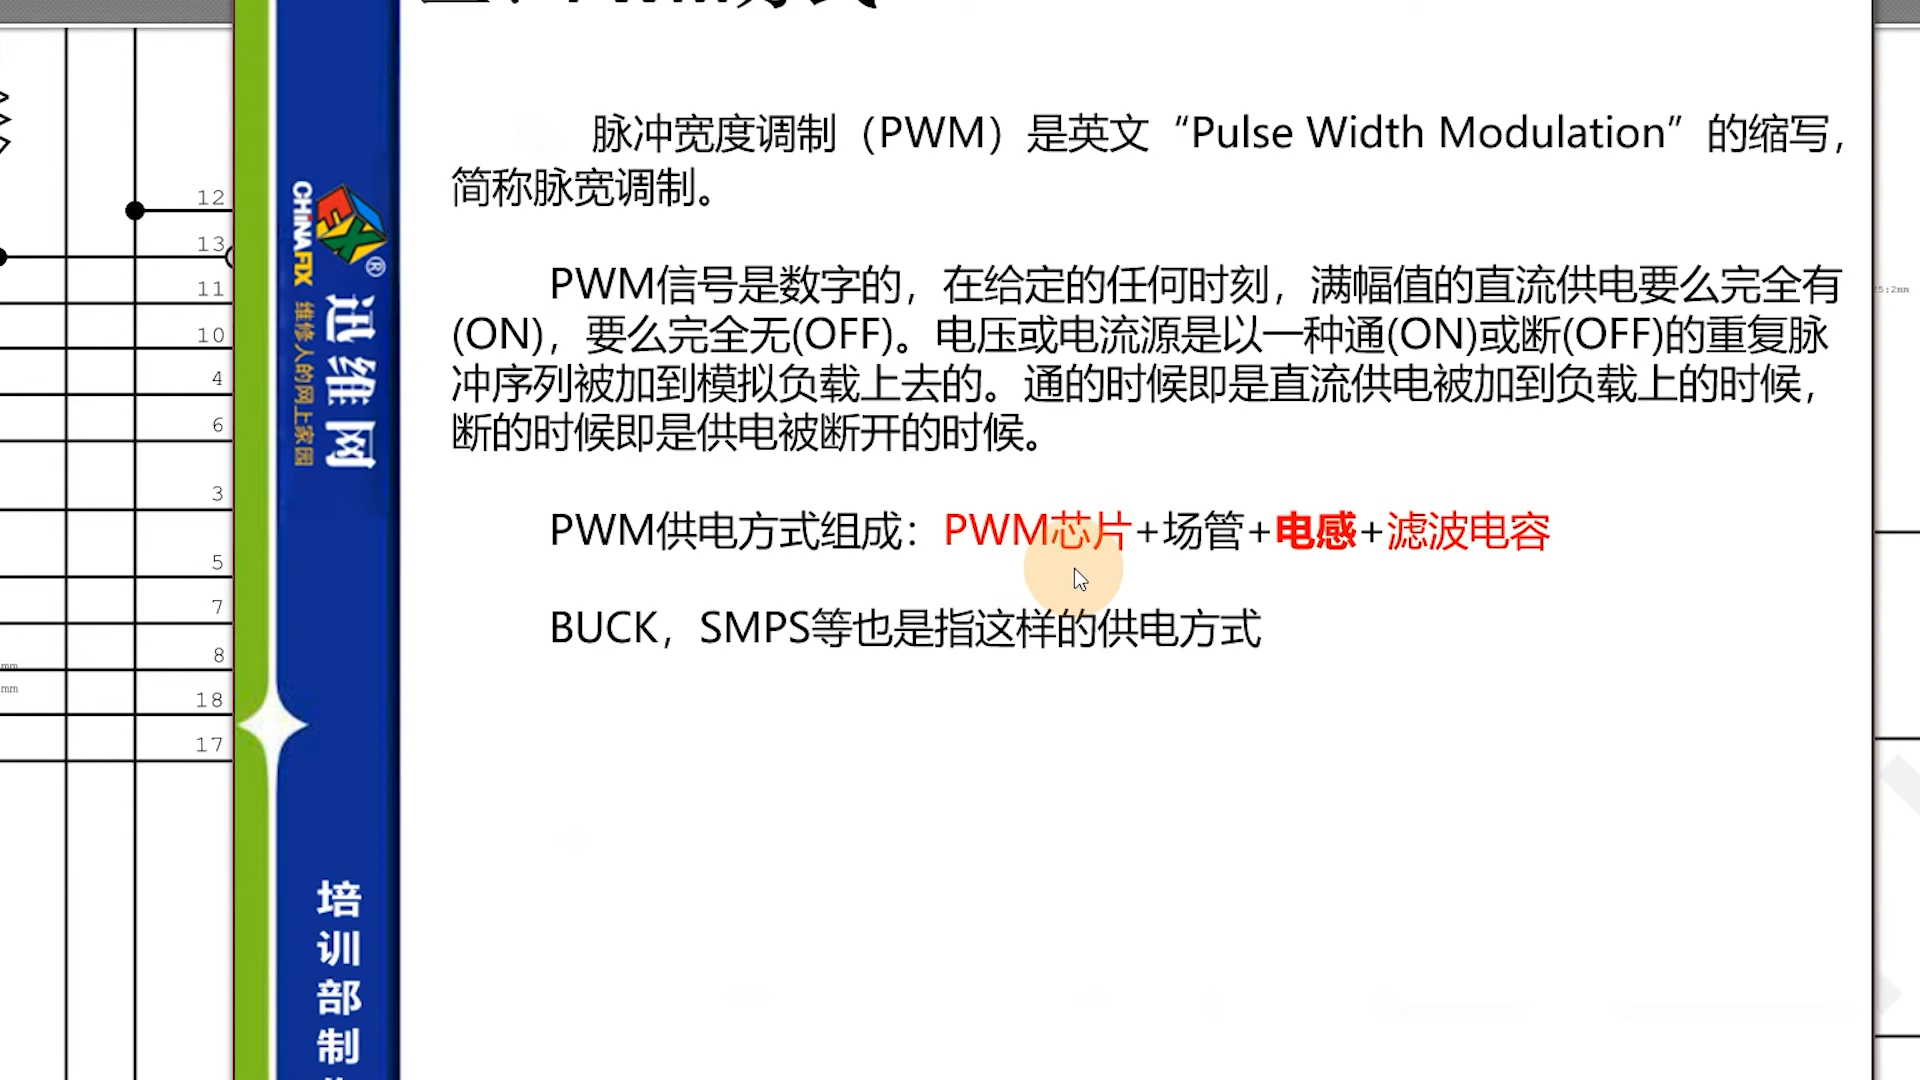 PWM方式
脉冲宽度调制（PWM）是英文“Pulse Width Modulation”的缩写，
简称脉宽调制。
PWM信号是数字的，在给定的任何时刻，满幅值的直流供电要么完全有
(ON)，要么完全无(OFF)。电压或电流源是以一种通(ON)或断(OFF)的重复脉
冲序列被加到模拟负载上去的。通的时候即是直流供电被加到负载上的时候，
断的时候即是供电被断开的时候。
PWM供电方式组成：PWM芯片+场管+电感+滤波电容
BUCK，SMPS等也是指这样的供电方式
CHINAFIX
FIX
®
迅维网
维修人的网上家园
培训部制
12
13
11
10
4
6
3
5
7
8
18
17
mm
mm